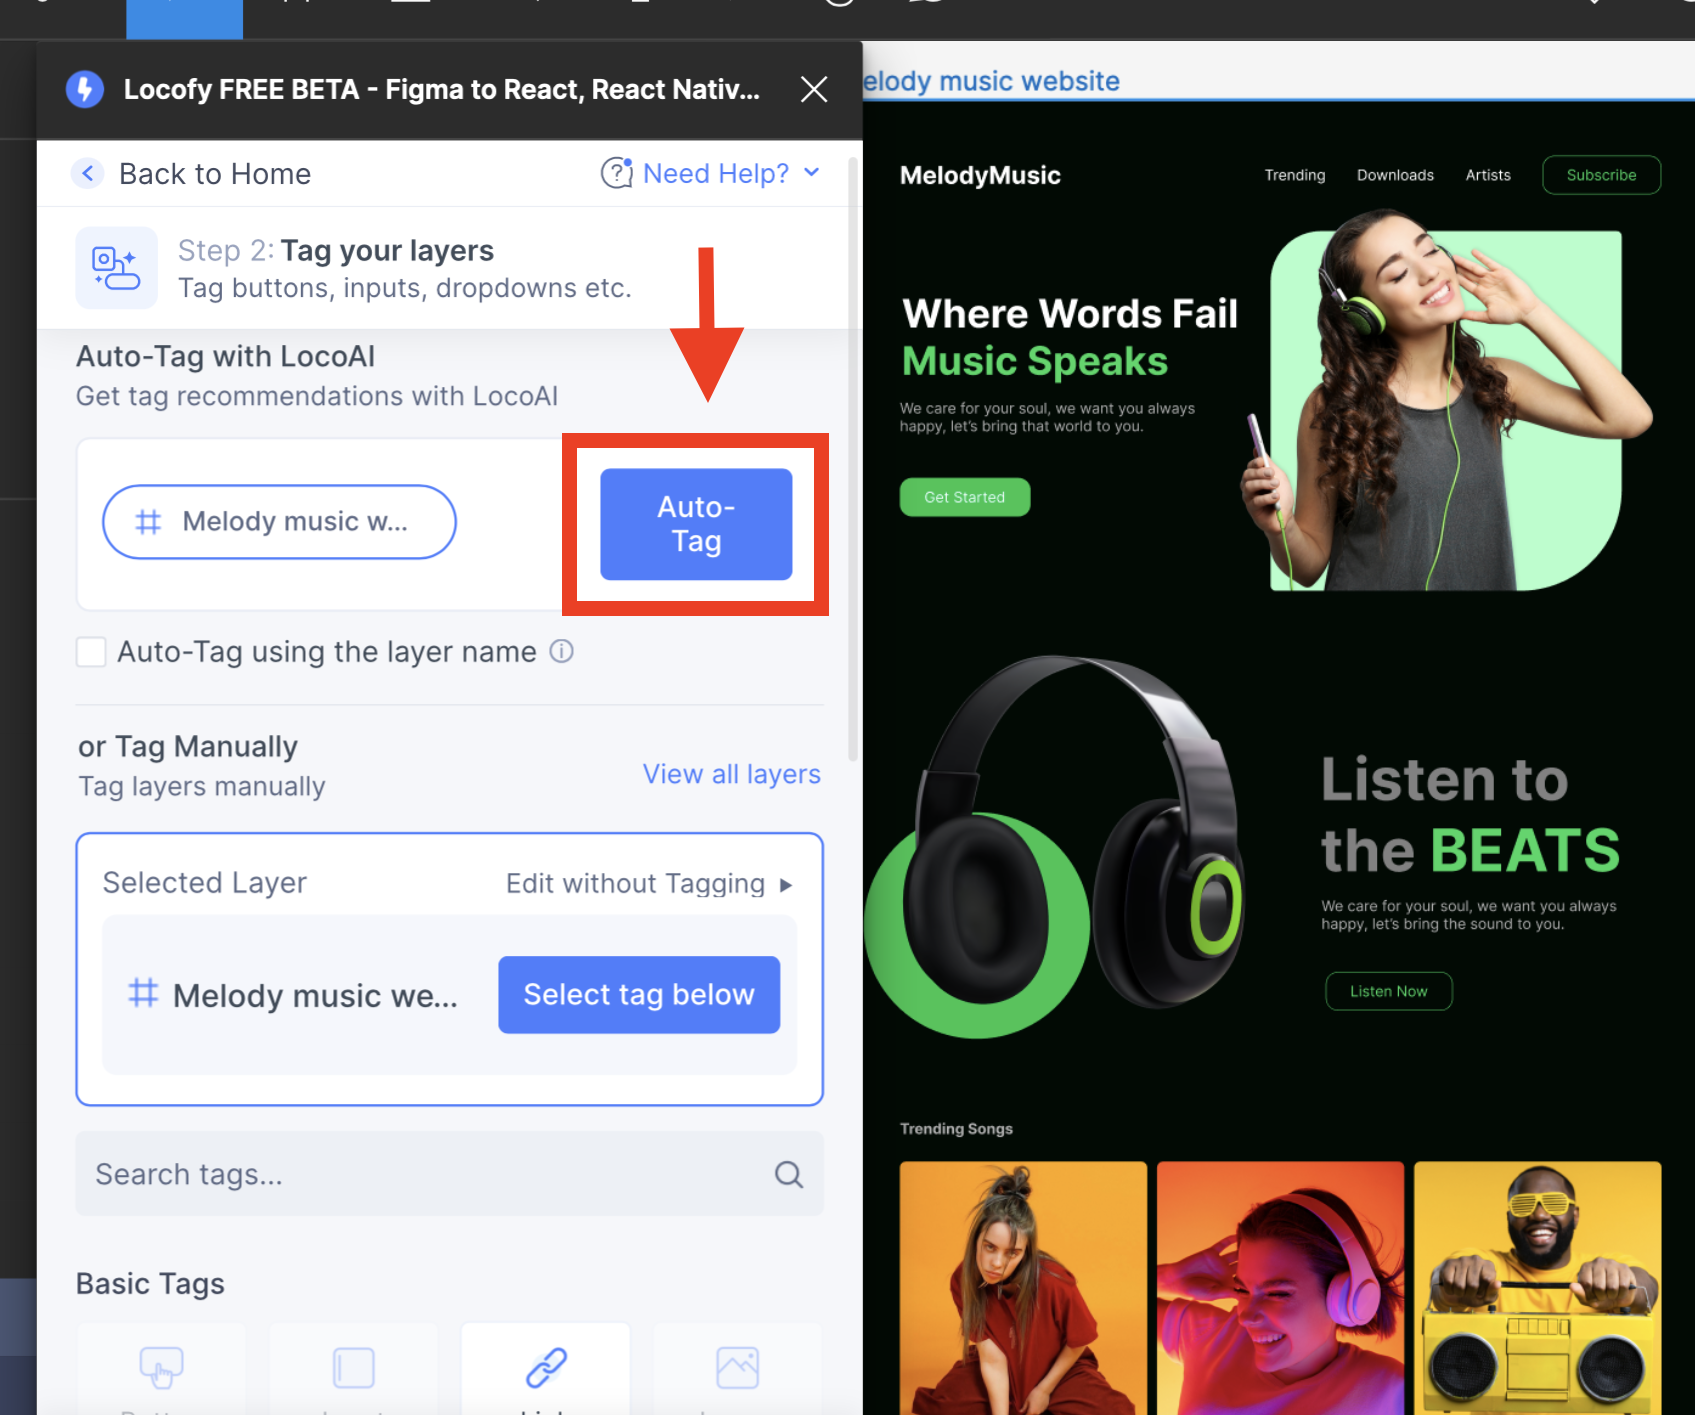 Locofy FREE BETA - Figma to React, React Nativ...
Back to Home
Need Help?
Step 2: Tag your layers
Tag buttons, inputs, dropdowns etc.
Auto-Tag with LocoAI
Get tag recommendations with LocoAI
Melody music w...
Auto-
Tag
Auto-Tag using the layer name
or Tag Manually
Tag layers manually
View all layers
Selected Layer
Edit without Tagging
Melody music we...
Select tag below
Search tags...
Basic Tags
elody music website
MelodyMusic
Trending
Downloads
Artists
Subscribe
Where Words Fail
Music Speaks
We care for your soul, we want you always
happy, let's bring that world to you.
Get Started
Listen to
the BEATS
We care for your soul, we want you always
happy, let's bring the sound to you.
Listen Now
Trending Songs